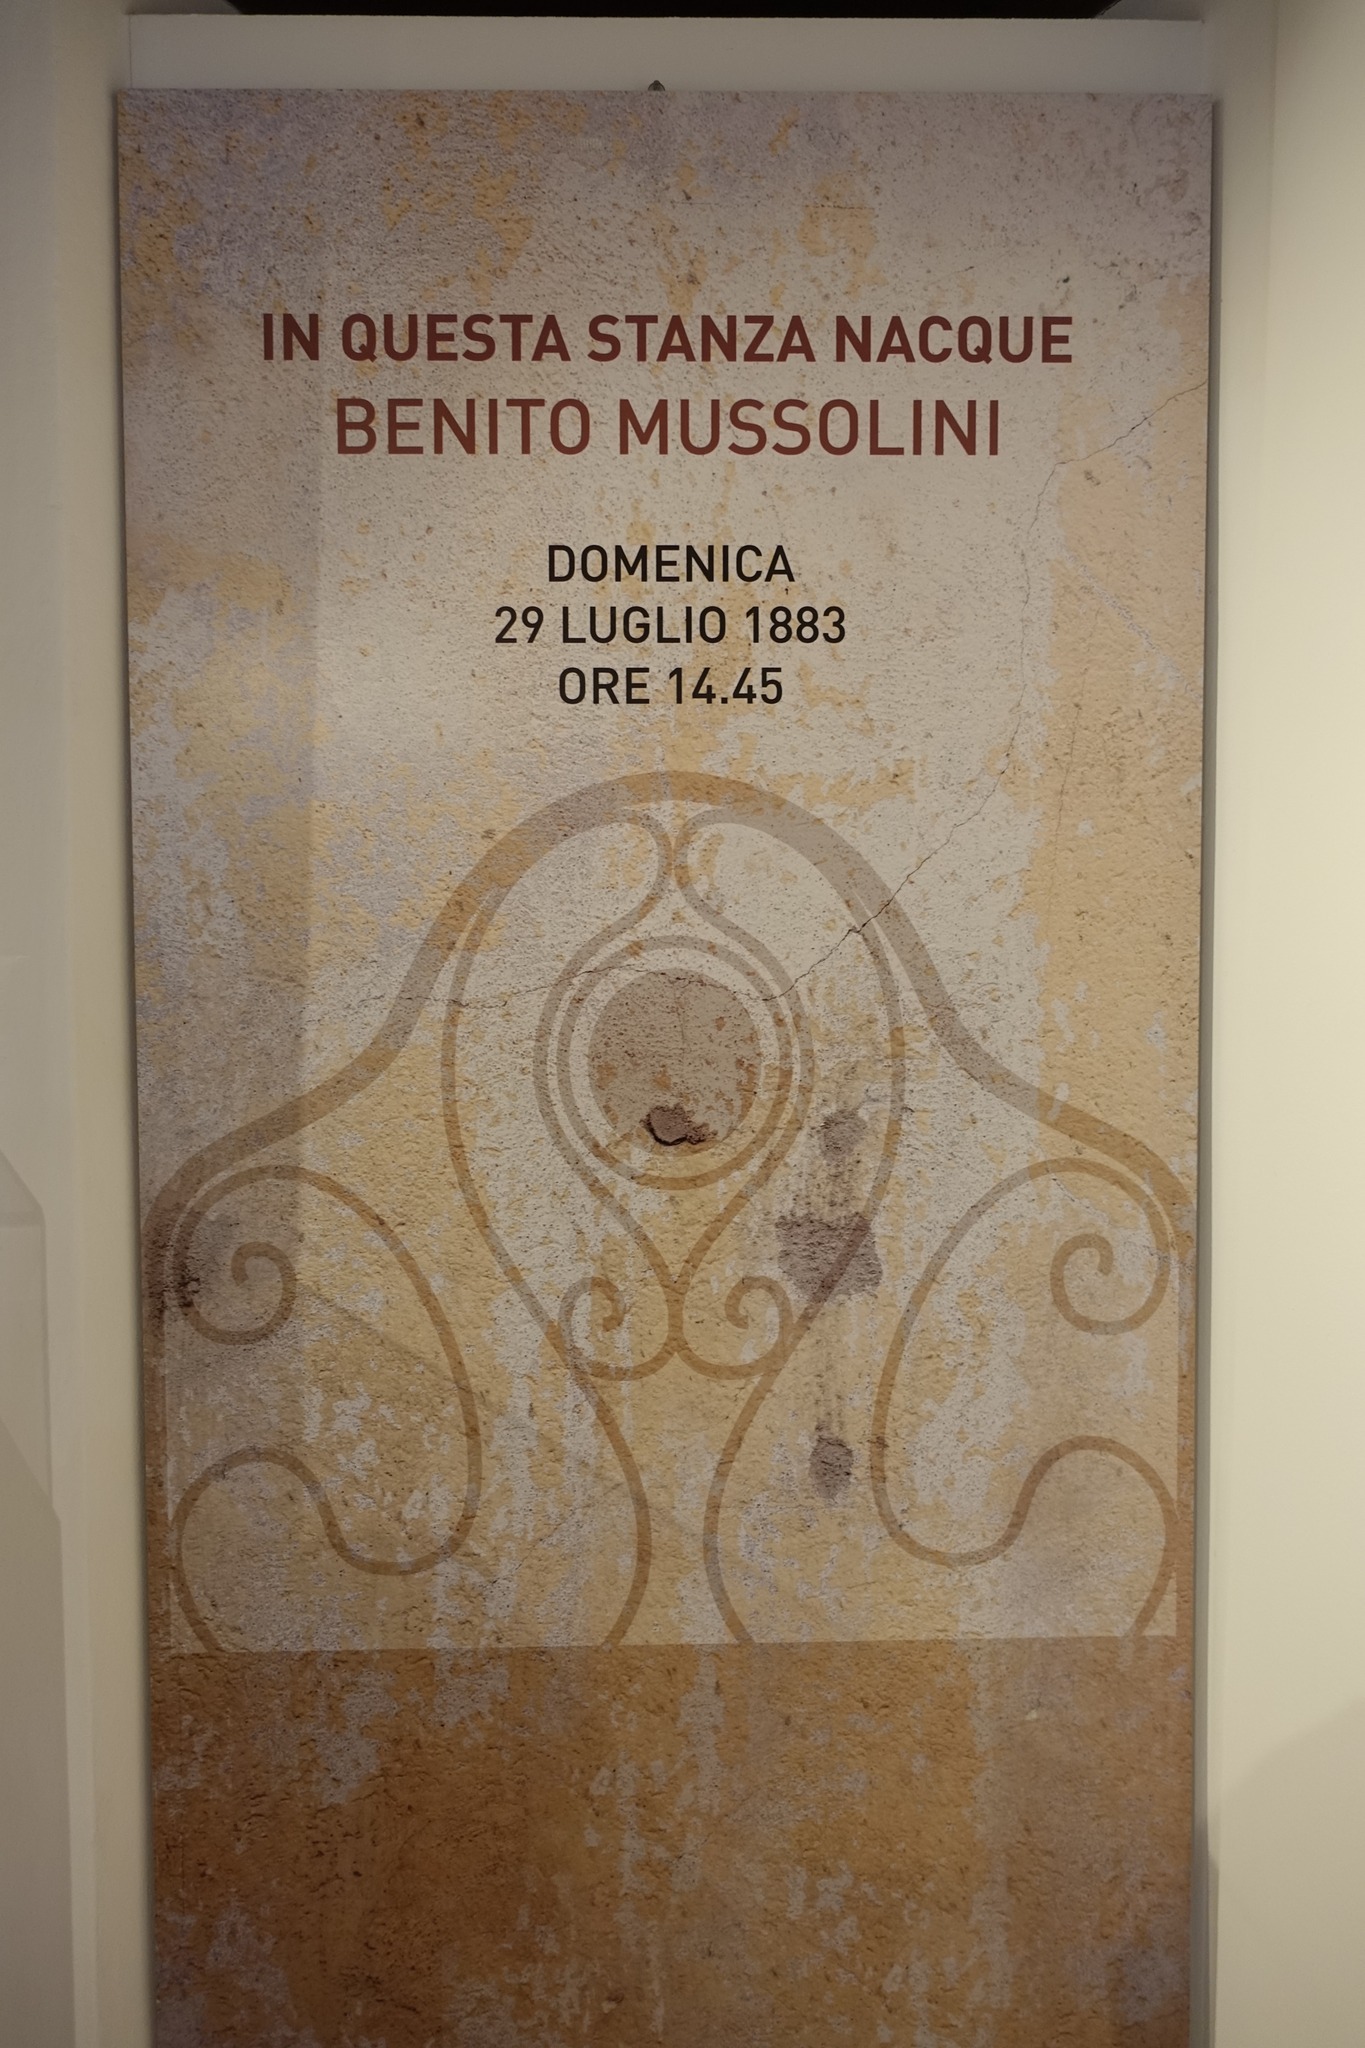 IN QUESTA STANZA NACQUE
BENITO MUSSOLINI
DOMENICA
29 LUGLIO 1883
ORE 14.45